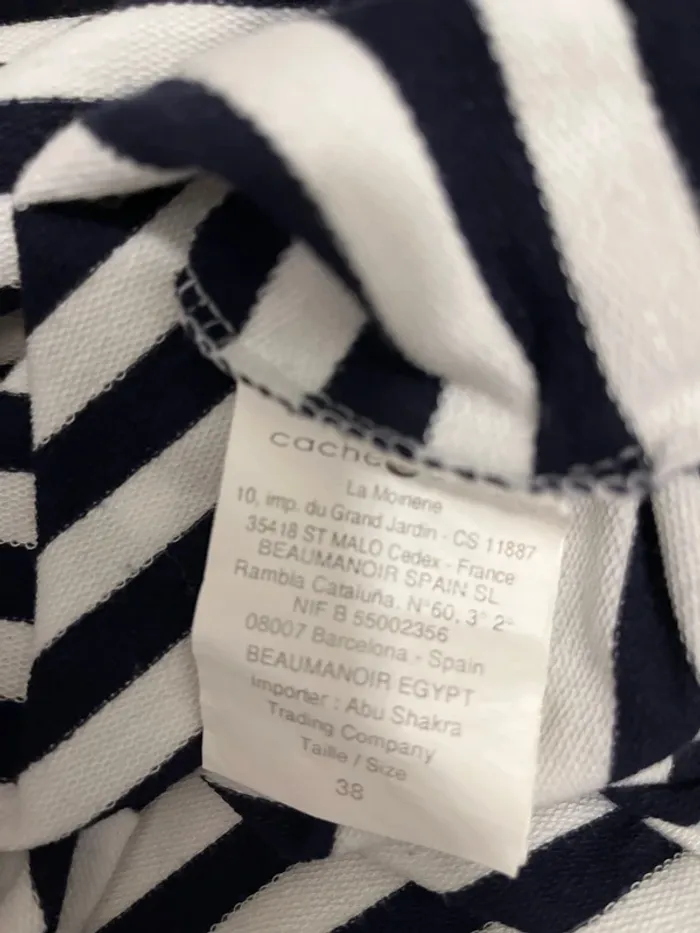 cache
La Moinerie
10, imp. du Grand Jardin - CS 11887
35418 ST MALO Cedex - France
BEAUMANOIR SPAIN SL
Rambla Cataluña, N°60, 3° 2ª
NIF B 55002356
08007 Barcelona - Spain
BEAUMANOIR EGYPT
Importer : Abu Shakra
Trading Company
Taille / Size
38